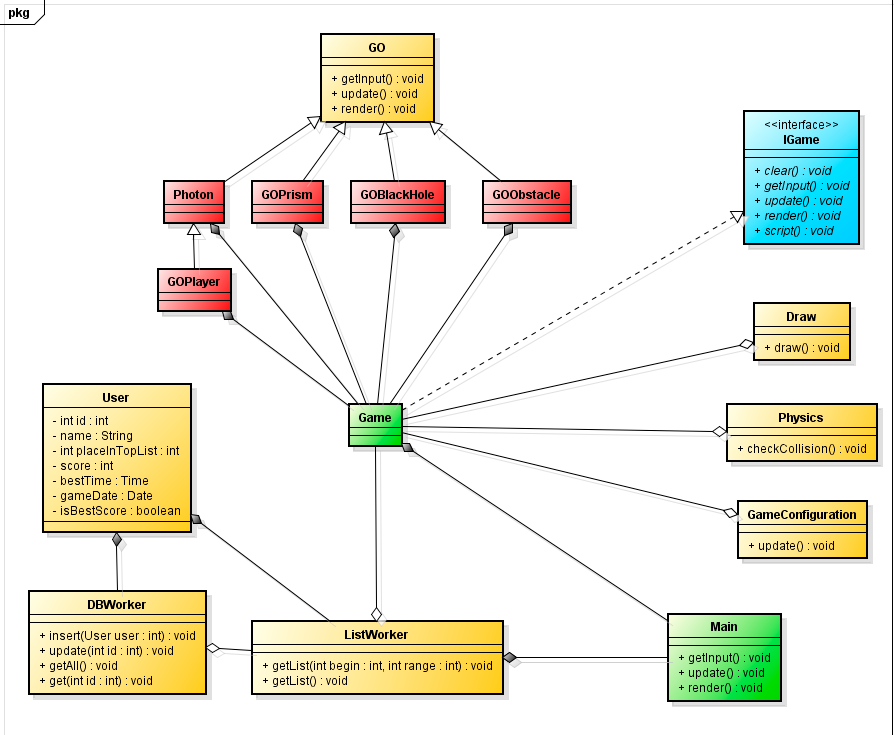 pkg
GO
+ getInput() : void
+ update() : void
+ render() : void
<<interface>>
IGame
+ clear() : void
+ getInput() : void
+ update() : void
+ render() : void
+ script() : void
Photon
GOPrism
GOBlackHole
GOObstacle
GOPlayer
Draw
+ draw() : void
User
- int id : int
- name : String
- int placeInTopList : int
- score : int
- bestTime : Time
- gameDate : Date
- isBestScore : boolean
Game
Physics
+ checkCollision() : void
GameConfiguration
+ update() : void
DBWorker
+ insert(User user : int) : void
+ update(int id : int) : void
+ getAll() : void
+ get(int id : int) : void
ListWorker
+ getList(int begin : int, int range : int) : void
+ getList() : void
Main
+ getInput() : void
+ update() : void
+ render() : void